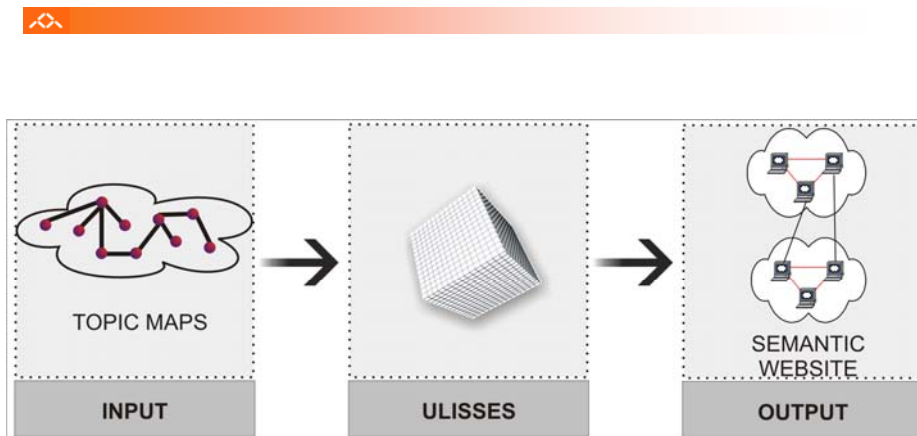 TOPIC MAPS
SEMANTIC
WEBSITE
INPUT
ULISSES
OUTPUT